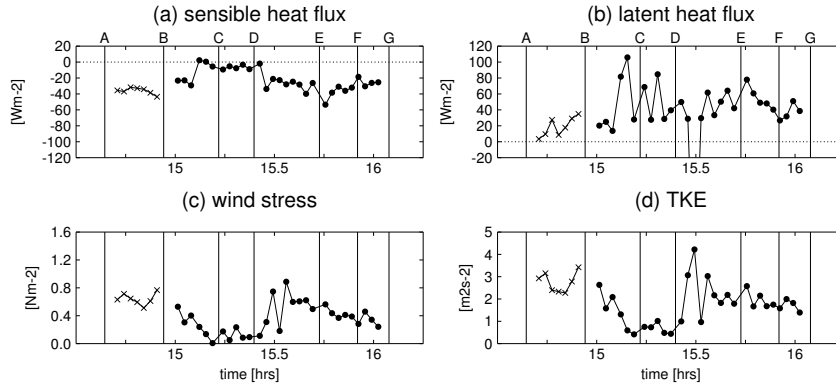 (a) sensible heat flux
A B C D E F G
20
0
-20
-40
-60
-80
-100
-120
[Wm-2]
15 15.5 16
(b) latent heat flux
A B C D E F G
120
100
80
60
40
20
0
-20
[Wm-2]
15 15.5 16
(c) wind stress
1.6
1.2
0.8
0.4
0.0
[Nm-2]
15 15.5 16
time [hrs]
(d) TKE
5
4
3
2
1
0
[m2s-2]
15 15.5 16
time [hrs]